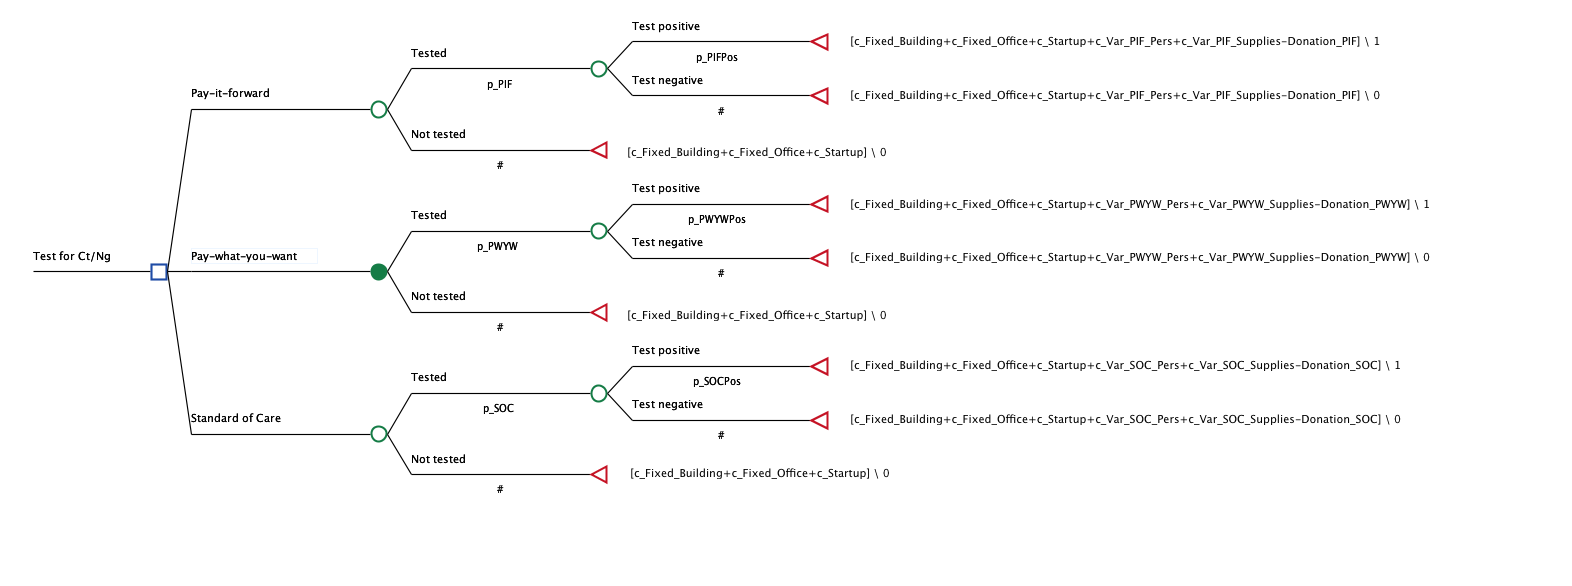 Test for Ct/Ng
Pay-it-forward
Tested
p_PIF
Test positive
p_PIFPos
[c_Fixed_Building+c_Fixed_Office+c_Startup+c_Var_PIF_Pers+c_Var_PIF_Supplies-Donation_PIF] \ 1
Test negative
#
[c_Fixed_Building+c_Fixed_Office+c_Startup+c_Var_PIF_Pers+c_Var_PIF_Supplies-Donation_PIF] \ 0
Not tested
#
[c_Fixed_Building+c_Fixed_Office+c_Startup] \ 0
Pay-what-you-want
Tested
p_PWYW
Test positive
p_PWYWPos
[c_Fixed_Building+c_Fixed_Office+c_Startup+c_Var_PWYW_Pers+c_Var_PWYW_Supplies-Donation_PWYW] \ 1
Test negative
#
[c_Fixed_Building+c_Fixed_Office+c_Startup+c_Var_PWYW_Pers+c_Var_PWYW_Supplies-Donation_PWYW] \ 0
Not tested
#
[c_Fixed_Building+c_Fixed_Office+c_Startup] \ 0
Standard of Care
Tested
p_SOC
Test positive
p_SOCPos
[c_Fixed_Building+c_Fixed_Office+c_Startup+c_Var_SOC_Pers+c_Var_SOC_Supplies-Donation_SOC] \ 1
Test negative
#
[c_Fixed_Building+c_Fixed_Office+c_Startup+c_Var_SOC_Pers+c_Var_SOC_Supplies-Donation_SOC] \ 0
Not tested
#
[c_Fixed_Building+c_Fixed_Office+c_Startup] \ 0